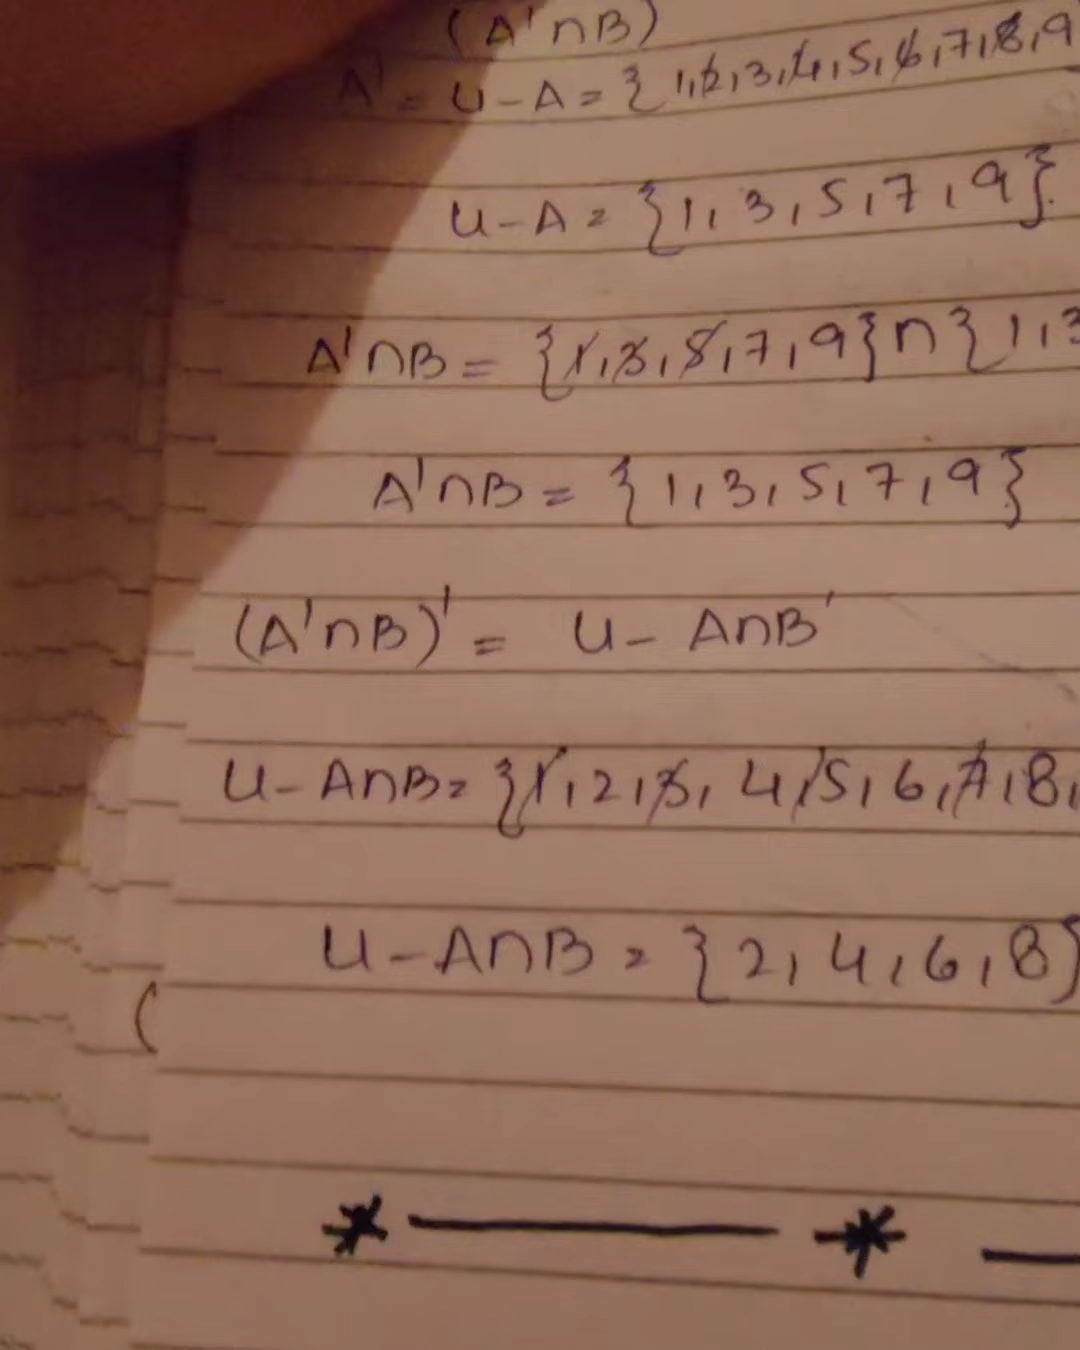 (A'∩B)
A' = U-A = {1,2,3,4,5,6,7,8,9
U-A = {1,3,5,7,9}
A'∩B = {1,3,5,7,9}∩{1,3
A'∩B = {1,3,5,7,9}
(A'∩B)' = U- A∩B'
U- A∩B = {1,2,3,4,5,6,7,8,
U-A∩B = {2,4,6,8}
(